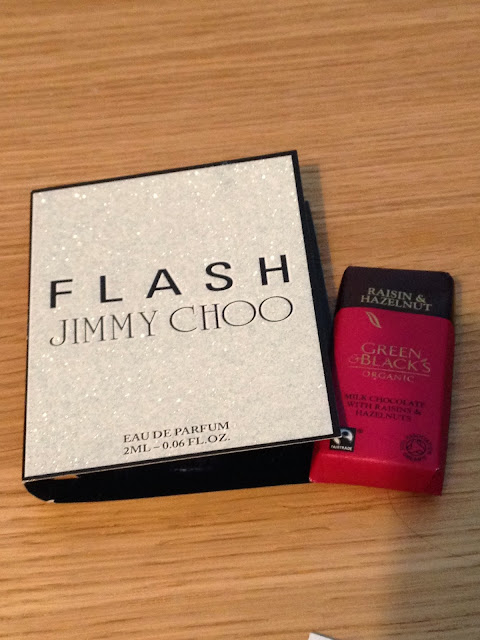 FLASH
JIMMY CHOO
EAU DE PARFUM
2ML – 0.06 FL.OZ.
RAISIN &
HAZELNUT
GREEN
&BLACK'S
ORGANIC
MILK CHOCOLATE
WITH RAISINS &
HAZELNUTS
FAIRTRADE